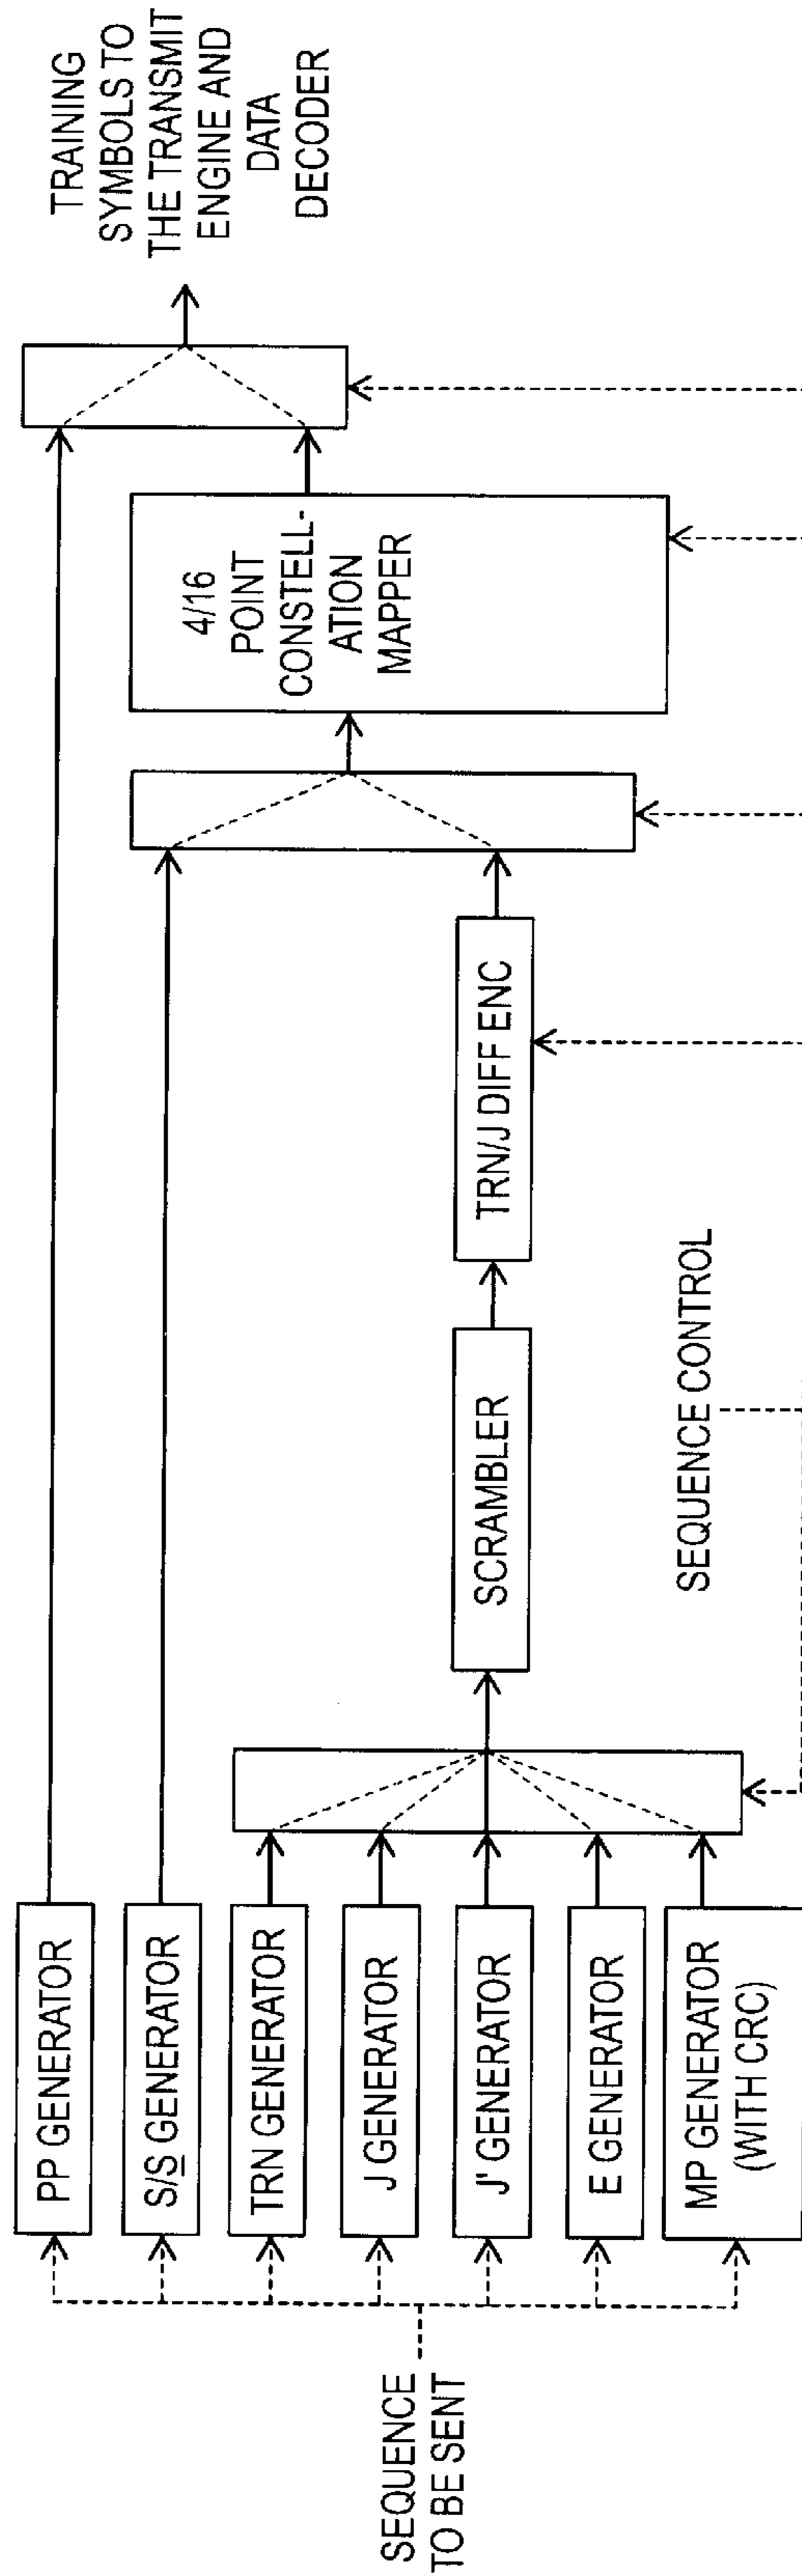 SEQUENCE
TO BE SENT
PP GENERATOR
S/S GENERATOR
TRN GENERATOR
J GENERATOR
J' GENERATOR
E GENERATOR
MP GENERATOR
(WITH CRC)
SCRAMBLER
TRN/J DIFF ENC
SEQUENCE CONTROL
4/16
POINT
CONSTELL-
ATION
MAPPER
TRAINING
SYMBOLS TO
THE TRANSMIT
ENGINE AND
DATA
DECODER